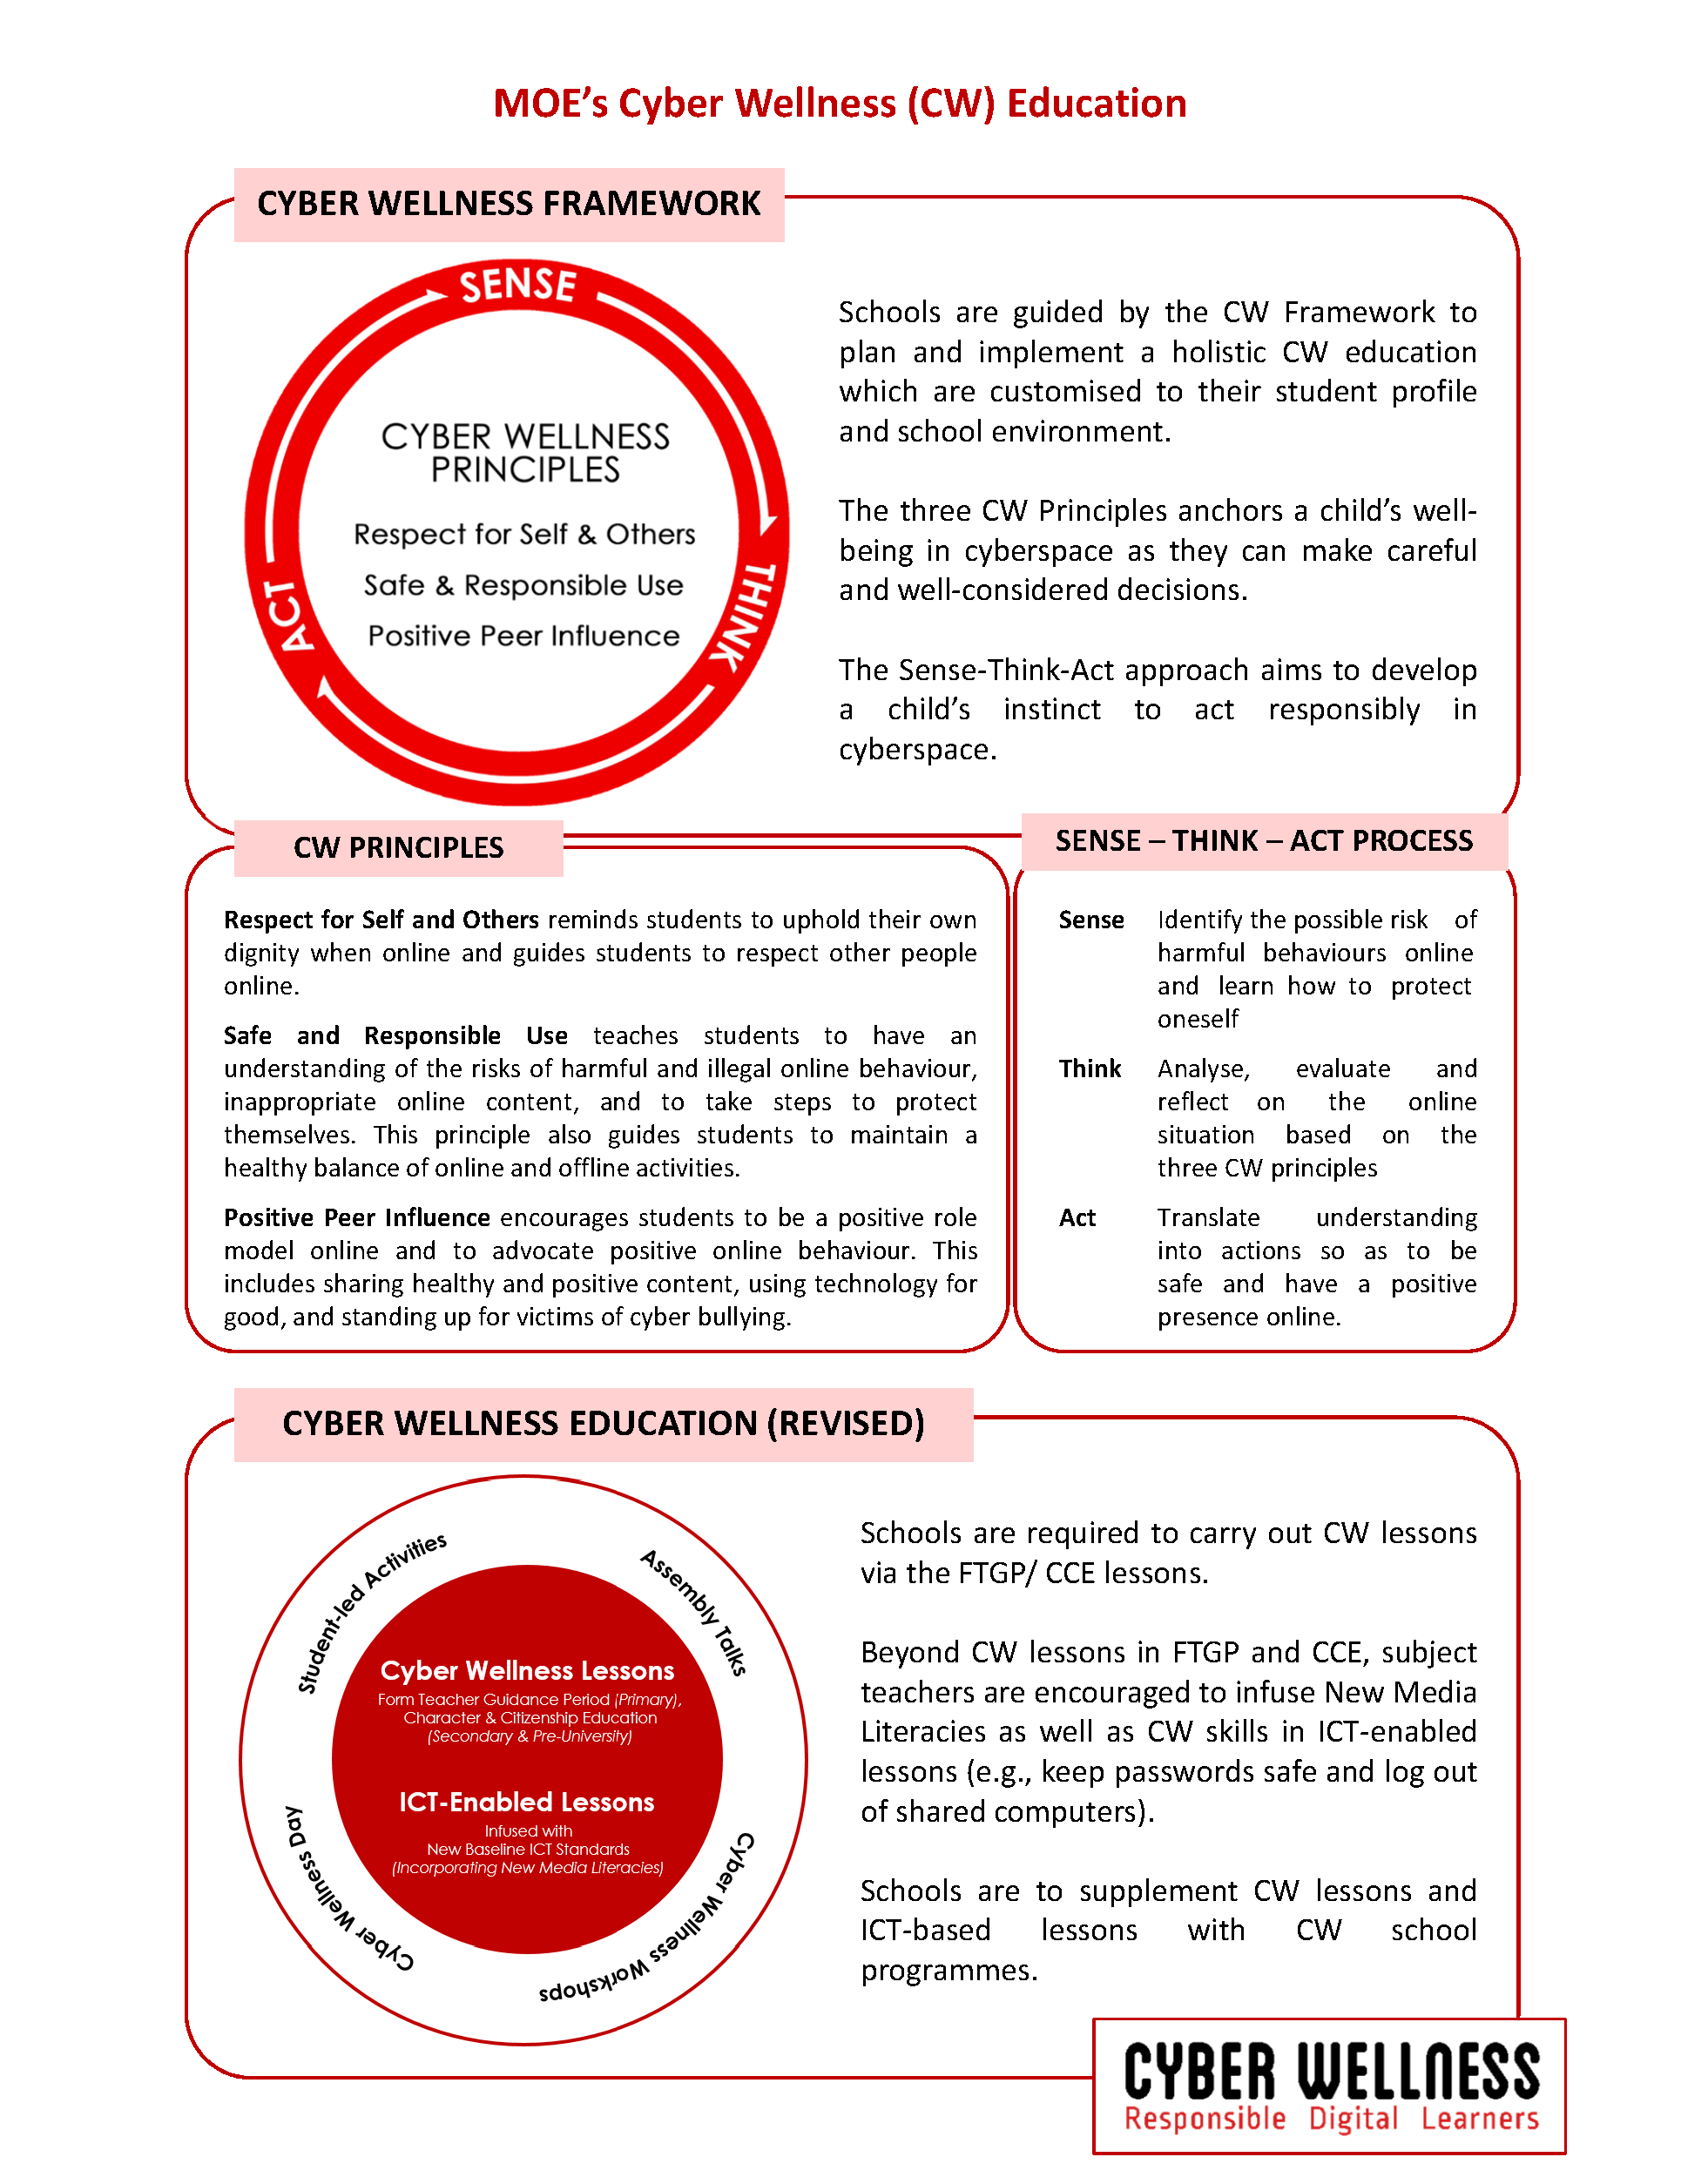 MOE’s Cyber Wellness (CW) Education
CYBER WELLNESS FRAMEWORK
SENSE
THINK
ACT
CYBER WELLNESS
PRINCIPLES
Respect for Self & Others
Safe & Responsible Use
Positive Peer Influence
Schools are guided by the CW Framework to
plan and implement a holistic CW education
which are customised to their student profile
and school environment.
The three CW Principles anchors a child’s well-
being in cyberspace as they can make careful
and well-considered decisions.
The Sense-Think-Act approach aims to develop
a child’s instinct to act responsibly in
cyberspace.
CW PRINCIPLES
Respect for Self and Others reminds students to uphold their own
dignity when online and guides students to respect other people
online.
Safe and Responsible Use teaches students to have an
understanding of the risks of harmful and illegal online behaviour,
inappropriate online content, and to take steps to protect
themselves. This principle also guides students to maintain a
healthy balance of online and offline activities.
Positive Peer Influence encourages students to be a positive role
model online and to advocate positive online behaviour. This
includes sharing healthy and positive content, using technology for
good, and standing up for victims of cyber bullying.
SENSE – THINK – ACT PROCESS
Sense Identify the possible risk of
harmful behaviours online
and learn how to protect
oneself
Think Analyse, evaluate and
reflect on the online
situation based on the
three CW principles
Act Translate understanding
into actions so as to be
safe and have a positive
presence online.
CYBER WELLNESS EDUCATION (REVISED)
Student-led Activities
Assembly Talks
Cyber Wellness Lessons
Form Teacher Guidance Period (Primary),
Character & Citizenship Education
(Secondary & Pre-University)
ICT-Enabled Lessons
Infused with
New Baseline ICT Standards
(Incorporating New Media Literacies)
Cyber Wellness Day
Cyber Wellness Workshops
Schools are required to carry out CW lessons
via the FTGP/ CCE lessons.
Beyond CW lessons in FTGP and CCE, subject
teachers are encouraged to infuse New Media
Literacies as well as CW skills in ICT-enabled
lessons (e.g., keep passwords safe and log out
of shared computers).
Schools are to supplement CW lessons and
ICT-based lessons with CW school
programmes.
CYBER WELLNESS
Responsible Digital Learners